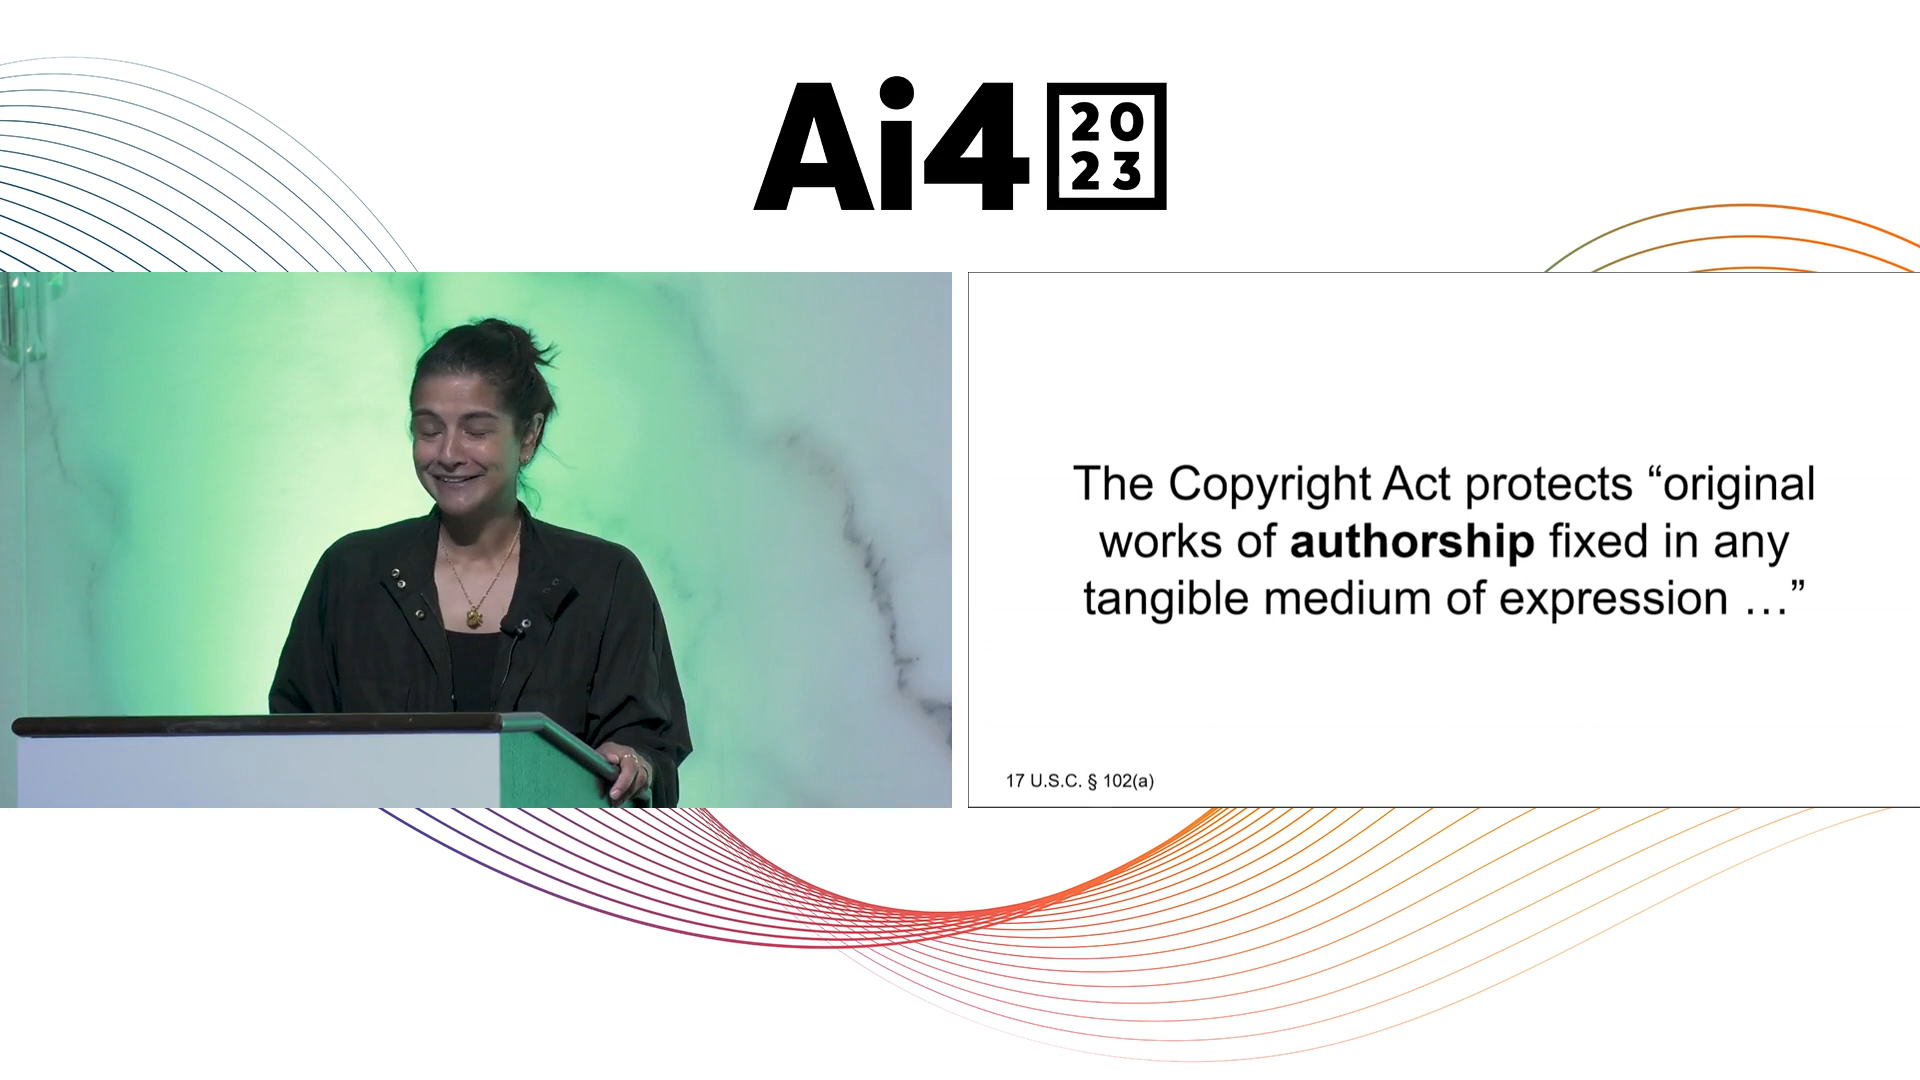 Ai4 20
23
The Copyright Act protects “original
works of authorship fixed in any
tangible medium of expression …”
17 U.S.C. § 102(a)